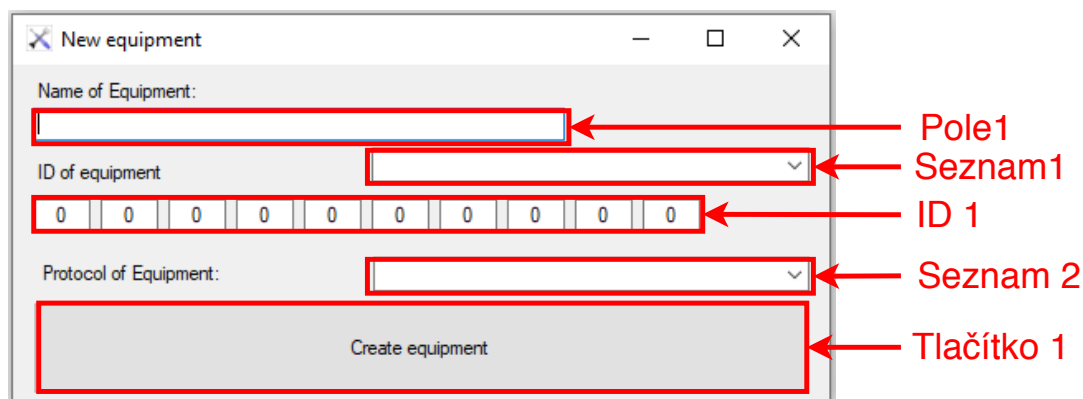 New equipment
Name of Equipment:
Pole1
ID of equipment
Seznam1
0 0 0 0 0 0 0 0 0 0
ID 1
Protocol of Equipment:
Seznam 2
Create equipment
Tlačítko 1